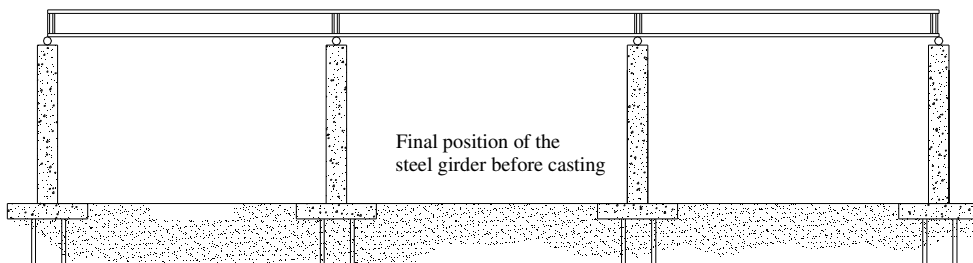 Final position of the
steel girder before casting